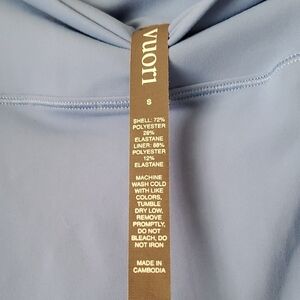 vuori
S
SHELL: 72%
POLYESTER
28%
ELASTANE
LINER: 88%
POLYESTER
12%
ELASTANE
MACHINE
WASH COLD
WITH LIKE
COLORS,
TUMBLE
DRY LOW,
REMOVE
PROMPTLY,
DO NOT
BLEACH, DO
NOT IRON
MADE IN
CAMBODIA